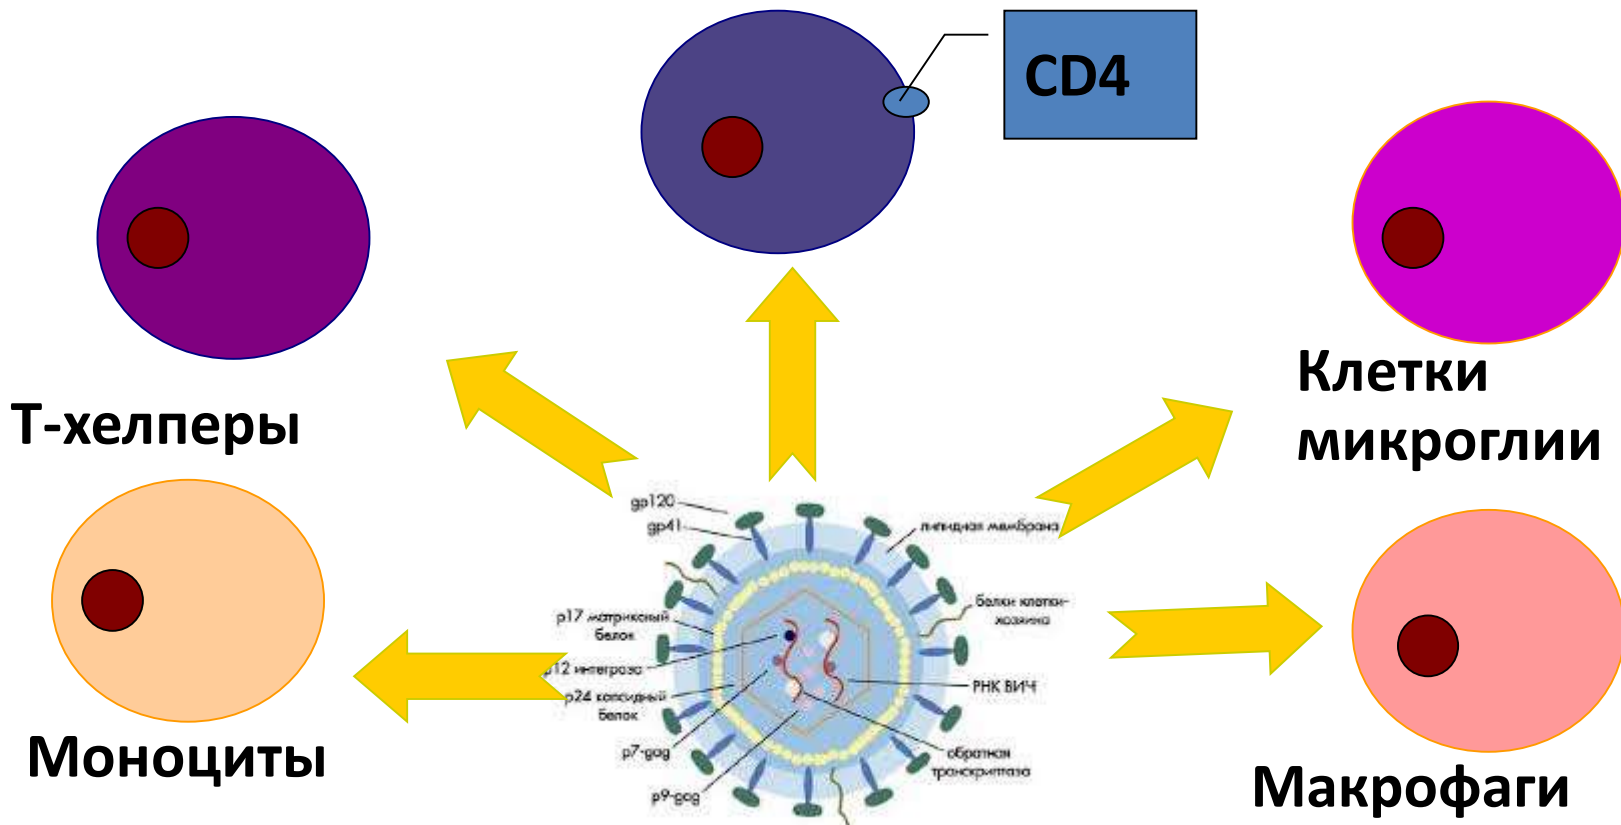 CD4
Клетки
микроглии
Т-хелперы
gp120
gp41
липидная мембрана
белки клетки-
хозяина
p17 матриксный
белок
p12 интеграза
p24 капсидный
белок
РНК ВИЧ
p7-gag
обратная
транскриптаза
p9-gag
Моноциты
Макрофаги